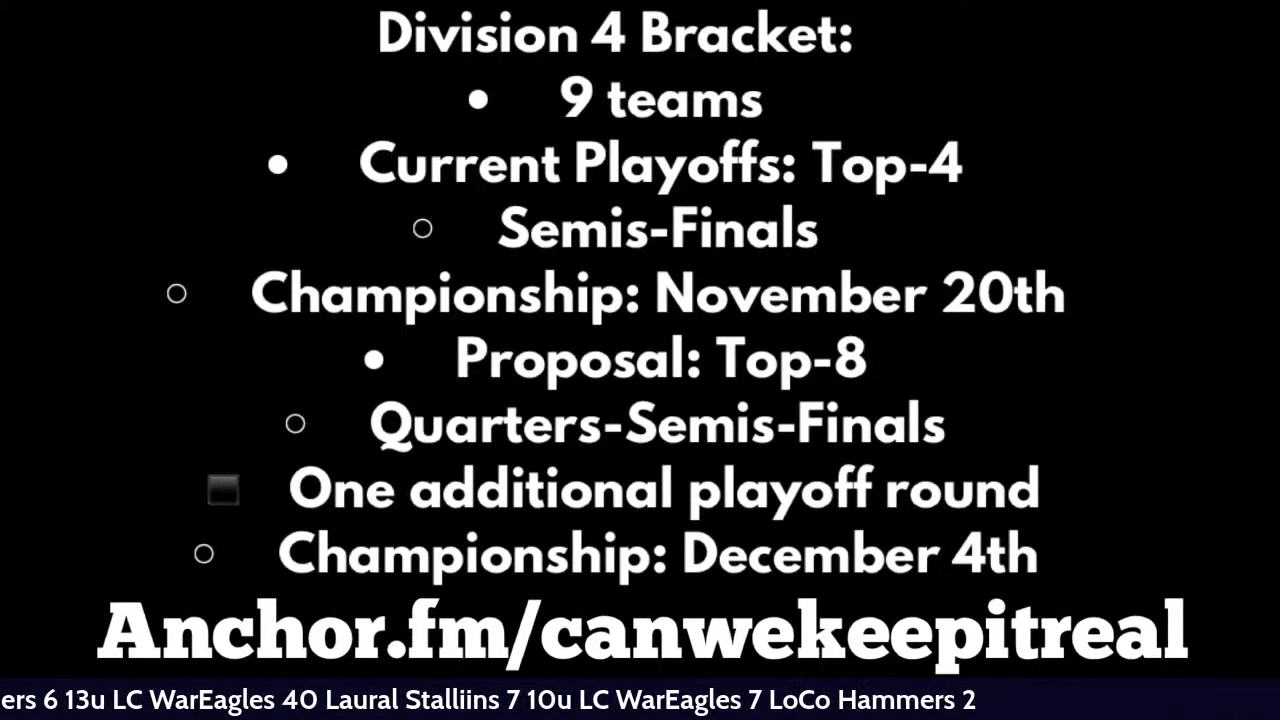 Division 4 Bracket:
• 9 teams
• Current Playoffs: Top-4
○ Semis-Finals
○ Championship: November 20th
• Proposal: Top-8
○ Quarters-Semis-Finals
■ One additional playoff round
○ Championship: December 4th
Anchor.fm/canwekeepitreal
ers 6 13u LC WarEagles 40 Laural Stalliins 7 10u LC WarEagles 7 LoCo Hammers 2